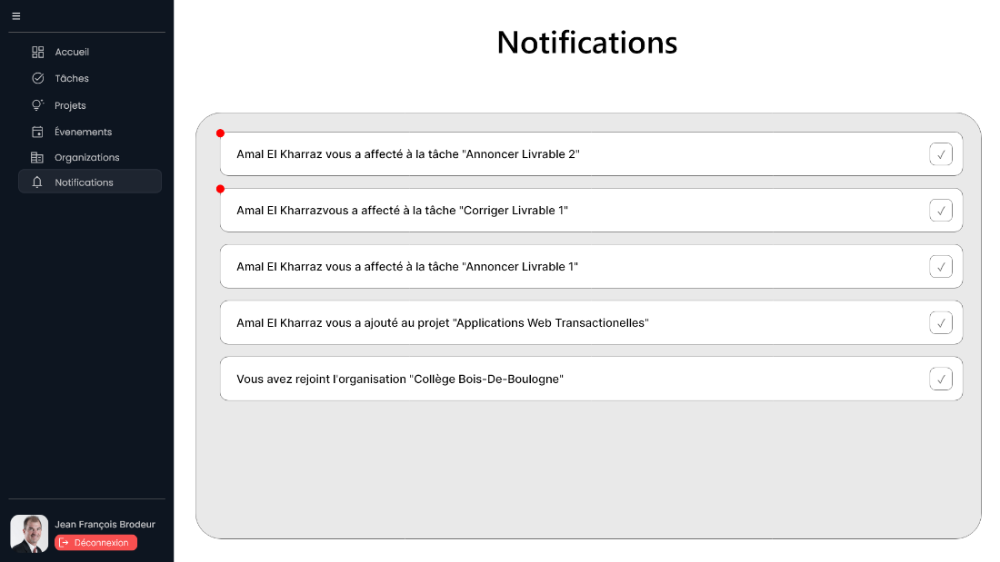 Accueil
Tâches
Projets
Évenements
Organizations
Notifications
Jean François Brodeur
Déconnexion
Notifications
Amal El Kharraz vous a affecté à la tâche "Annoncer Livrable 2"
Amal El Kharrazvous a affecté à la tâche "Corriger Livrable 1"
Amal El Kharraz vous a affecté à la tâche "Annoncer Livrable 1"
Amal El Kharraz vous a ajouté au projet "Applications Web Transactionelles"
Vous avez rejoint l'organisation "Collège Bois-De-Boulogne"